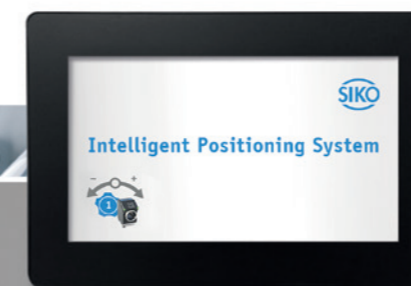 SIKO
Intelligent Positioning System
- +
1